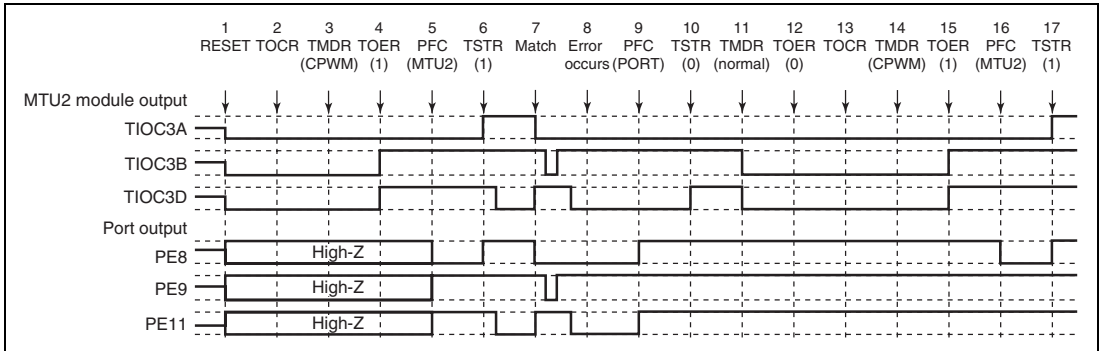 1 2 3 4 5 6 7 8 9 10 11 12 13 14 15 16 17
RESET TOCR TMDR TOER PFC TSTR Match Error PFC TSTR TMDR TOER TOCR TMDR TOER PFC TSTR
(CPWM) (1) (MTU2) (1) occurs (PORT) (0) (normal) (0) (CPWM) (1) (MTU2) (1)
MTU2 module output
TIOC3A
TIOC3B
TIOC3D
Port output
PE8 High-Z
PE9 High-Z
PE11 High-Z